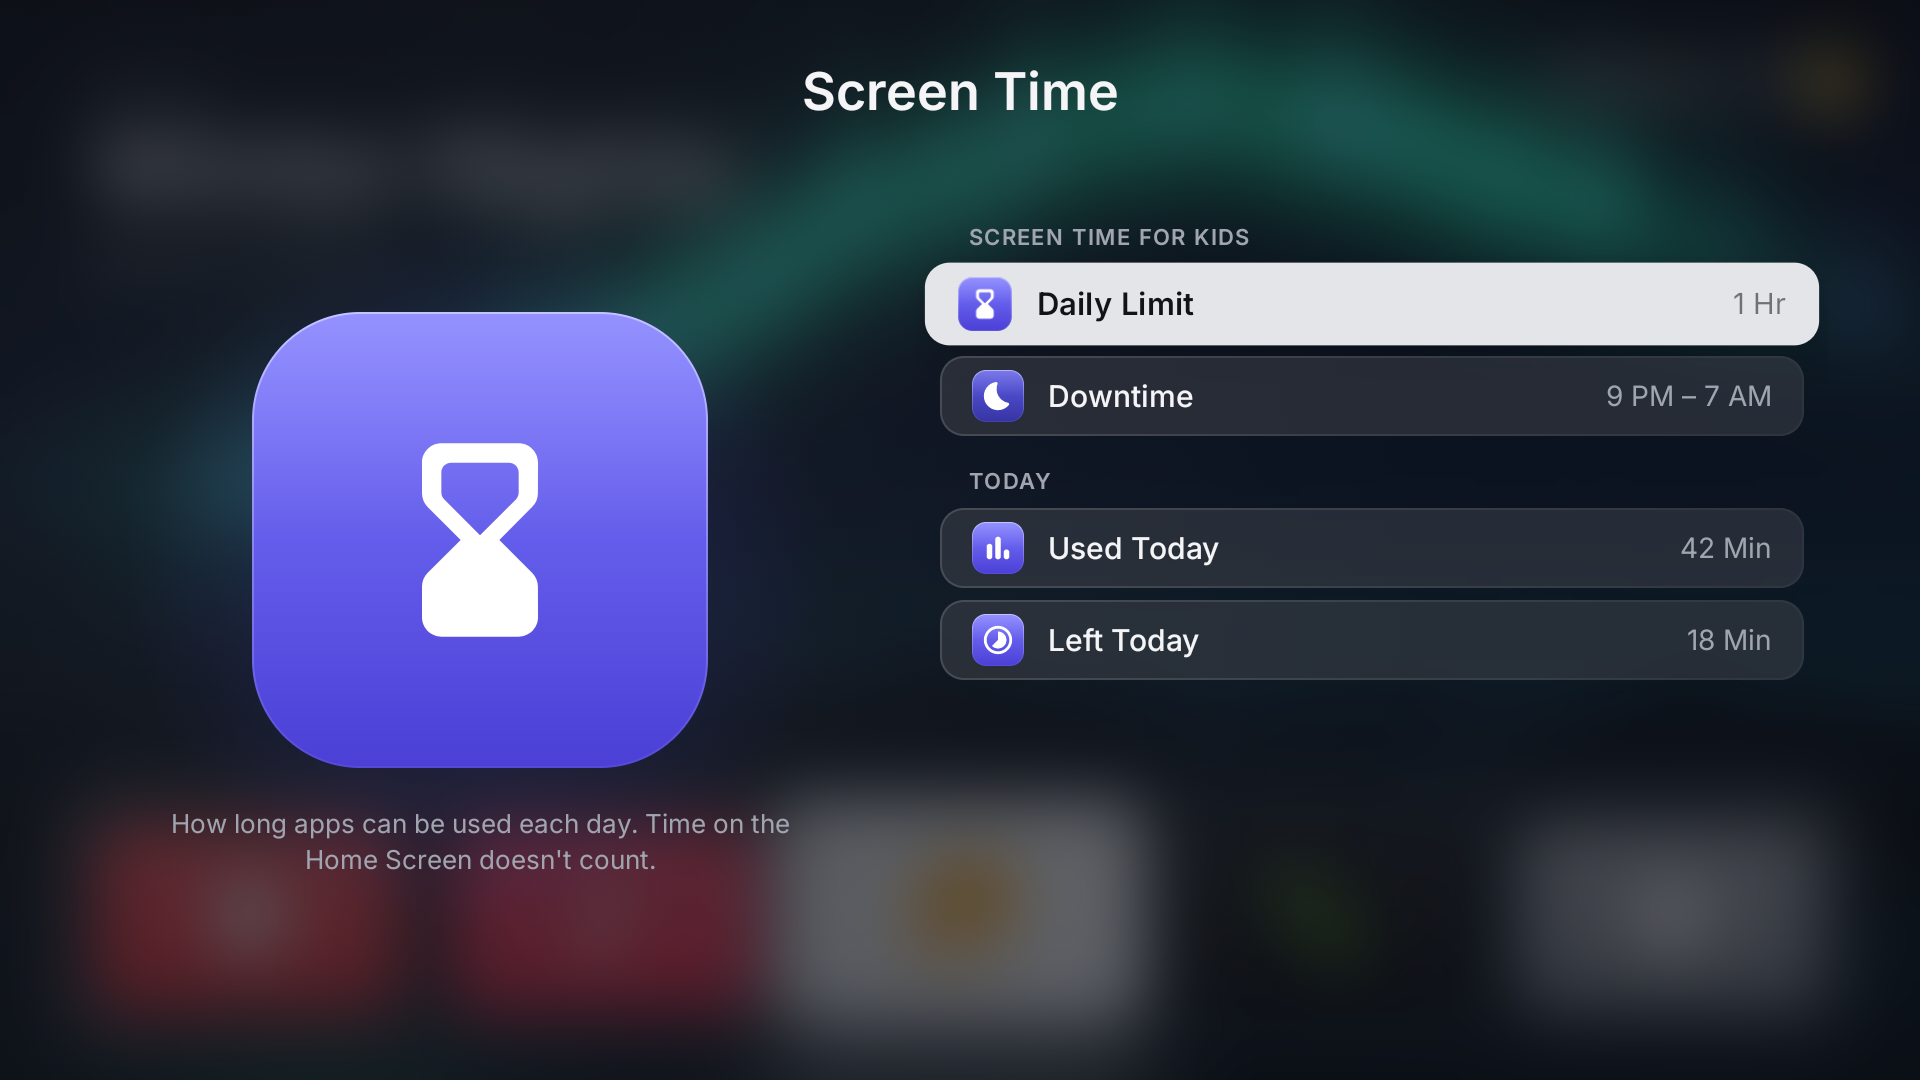 Screen Time
SCREEN TIME FOR KIDS
Daily Limit 1 Hr
Downtime 9 PM – 7 AM
TODAY
Used Today 42 Min
Left Today 18 Min
How long apps can be used each day. Time on the
Home Screen doesn't count.